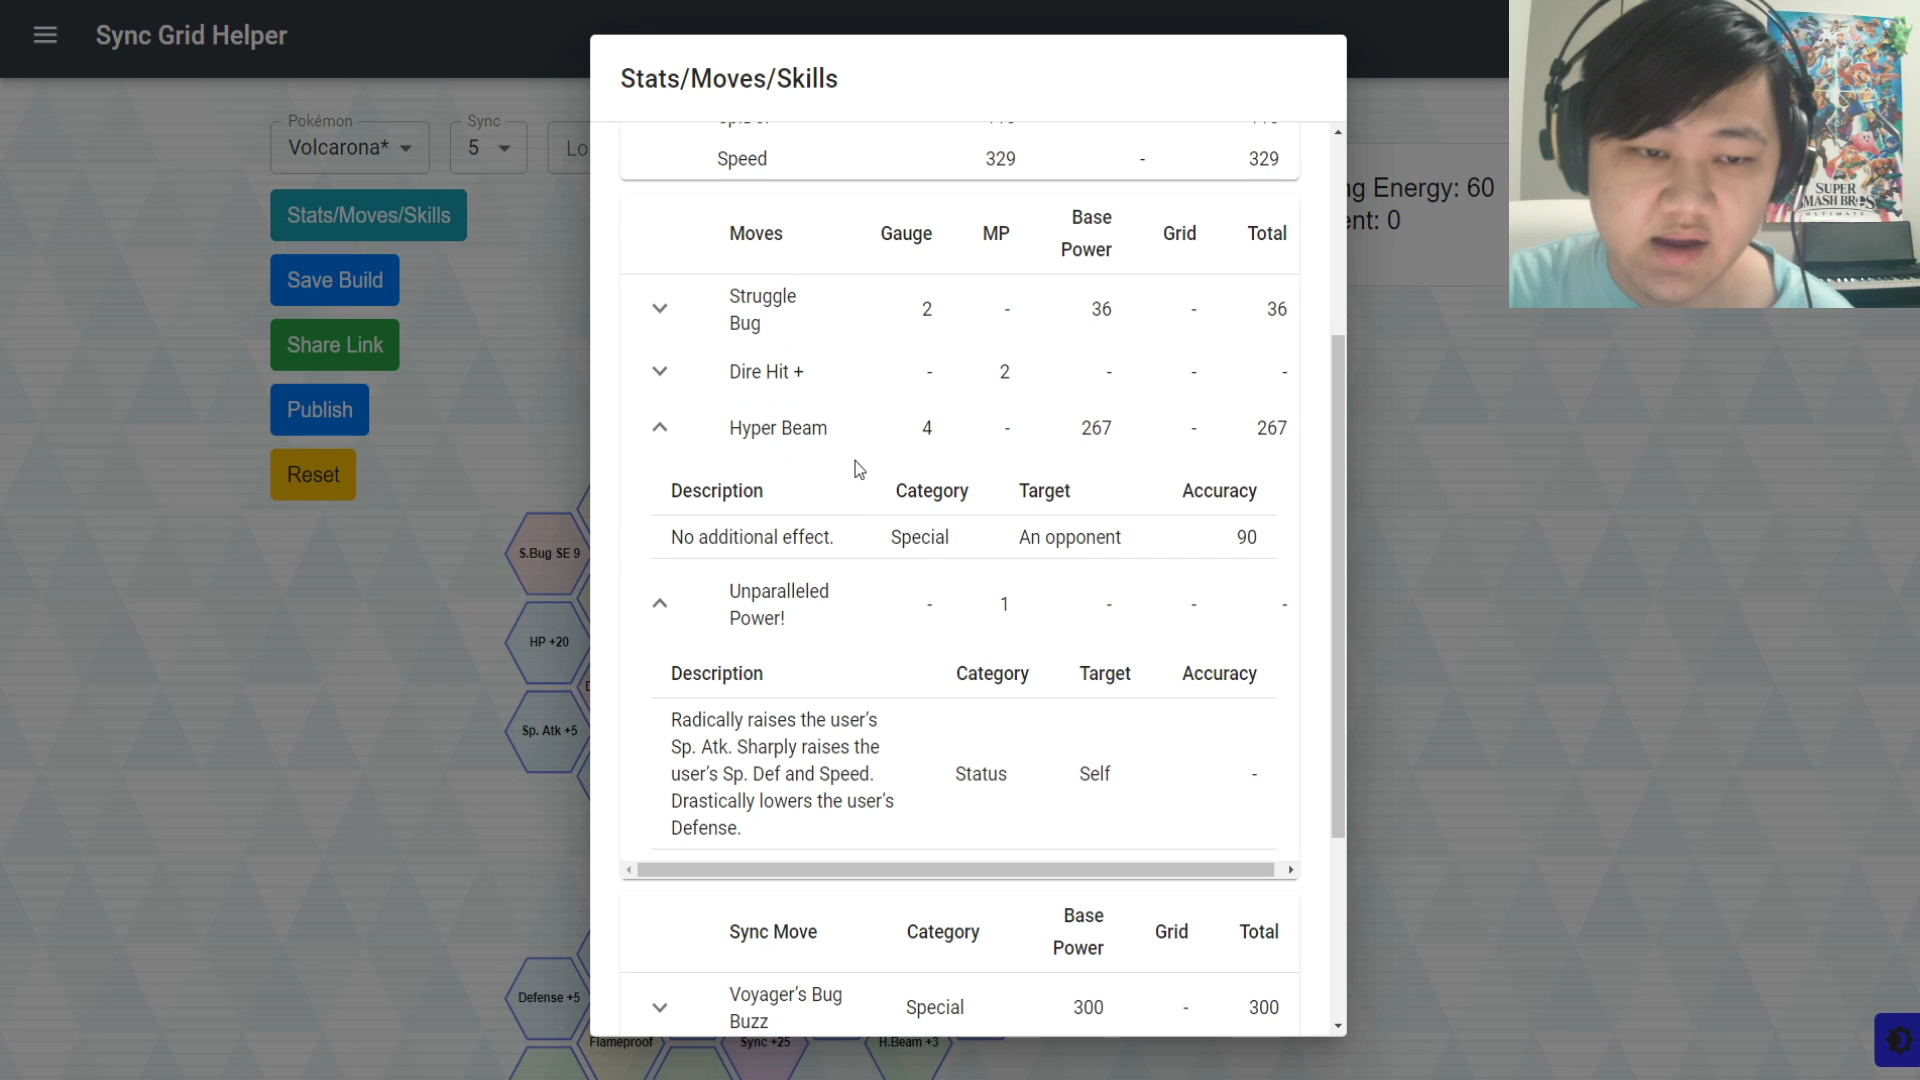 Sync Grid Helper
Pokémon
Volcarona*
Sync
5
Lo
Stats/Moves/Skills
Save Build
Share Link
Publish
Reset
S.Bug SE 9
HP +20
Sp. Atk +5
Defense +5
Flameproof
Sync +25
H.Beam +3
Energy: 60
nt: 0
SUPER
SMASH BROS
ULTIMATE
Stats/Moves/Skills
Speed 329 - 329
Moves Gauge MP Base Power Grid Total
Struggle Bug 2 - 36 - 36
Dire Hit + - 2 - - -
Hyper Beam 4 - 267 - 267
Description Category Target Accuracy
No additional effect. Special An opponent 90
Unparalleled Power! - 1 - - -
Description Category Target Accuracy
Radically raises the user's
Sp. Atk. Sharply raises the
user's Sp. Def and Speed.
Drastically lowers the user's
Defense.
Status Self -
Sync Move Category Base Power Grid Total
Voyager's Bug Buzz Special 300 - 300